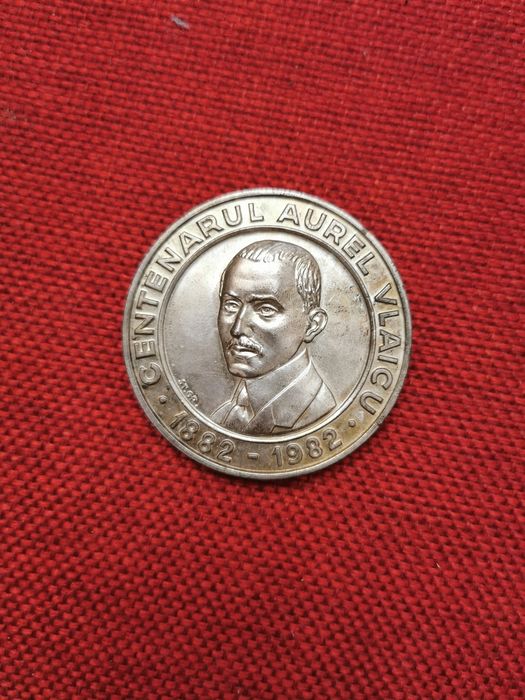 CENTENARUL AUREL VLAICU
· 1882 - 1982 ·